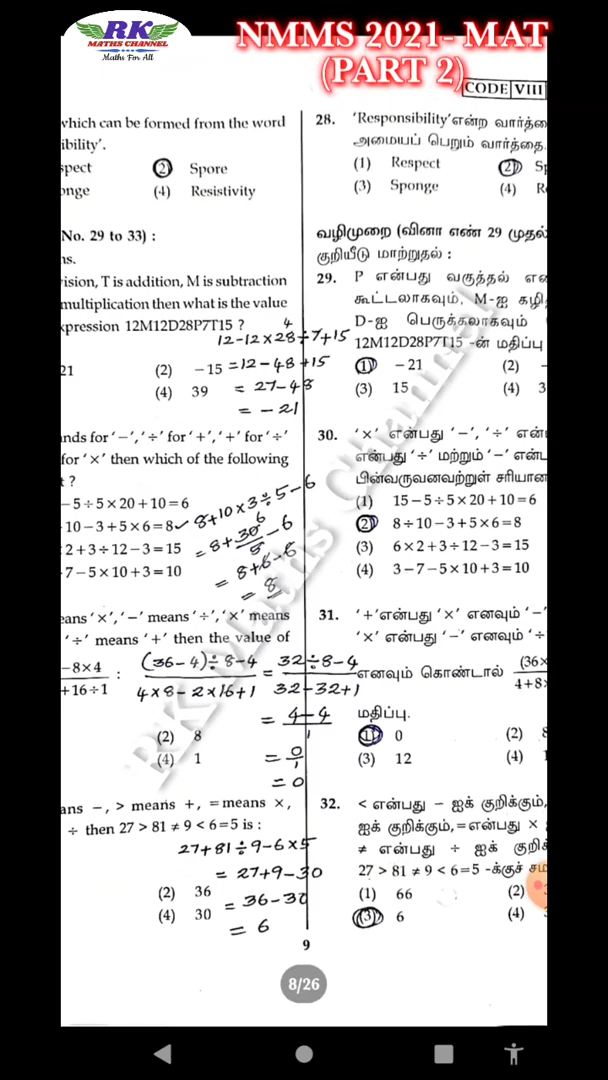 RK
MATHS CHANNEL
Maths For All
NMMS 2021- MAT
(PART 2)
CODE VIII
which can be formed from the word
ibility'.
spect (2) Spore
onge (4) Resistivity
No. 29 to 33) :
ns.
ision, T is addition, M is subtraction
multiplication then what is the value
xpression 12M12D28P7T15 ?
21 (2) -15
(4) 39
4
12-12×28÷7+15
=12-48+15
= 27-48
= -21
ands for '-', '÷' for '+', '+' for '÷'
for '×' then which of the following
t ?
-5÷5×20+10=6
10-3+5×6=8
2+3÷12-3=15
7-5×10+3=10
8+10×3÷5-6
= 8+30/5-6
6
= 8+6-6
= 8
eans '×', '-' means '÷', '×' means
'÷' means '+' then the value of
-8×4
+16÷1 :
(36-4)÷8-4 = 32÷8-4
4×8-2×16+1 32-32+1
= 4-4
1
(2) 8
(4) 1
= 0/1
= 0
ans -, > means +, = means ×,
÷ then 27 > 81 ≠ 9 < 6=5 is :
27+81÷9-6×5
= 27+9-30
(2) 36
= 36-30
(4) 30
= 6
28. 'Responsibility' என்ற வார்த்தை
அமையப் பெறும் வார்த்தை.
(1) Respect (2) Sp
(3) Sponge (4) R
வழிமுறை (வினா எண் 29 முதல்
குறியீடு மாற்றுதல் :
29. P என்பது வகுத்தல் என
கூட்டலாகவும், M-ஐ கழித்
D-ஐ பெருக்கலாகவும்
12M12D28P7T15 -ன் மதிப்பு
(1) -21 (2) -
(3) 15 (4) 3
30. '×' என்பது '-', '÷' என்
என்பது '÷' மற்றும் '-' என்ப
பின்வருவனவற்றுள் சரியான
(1) 15-5÷5×20+10=6
(2) 8÷10-3+5×6=8
(3) 6×2+3÷12-3=15
(4) 3-7-5×10+3=10
31. '+' என்பது '×' எனவும் '-'
'×' என்பது '-' எனவும் '÷
எனவும் கொண்டால் (36×
4+8×
மதிப்பு.
(1) 0 (2) 8
(3) 12 (4) 1
32. < என்பது - ஐக் குறிக்கும்,
ஐக் குறிக்கும், = என்பது ×
≠ என்பது ÷ ஐக் குறிக்
27 > 81 ≠ 9 < 6=5 -க்குச் சம
(1) 66 (2) 3
(3) 6 (4) 3
9
8/26
RK Maths Channel